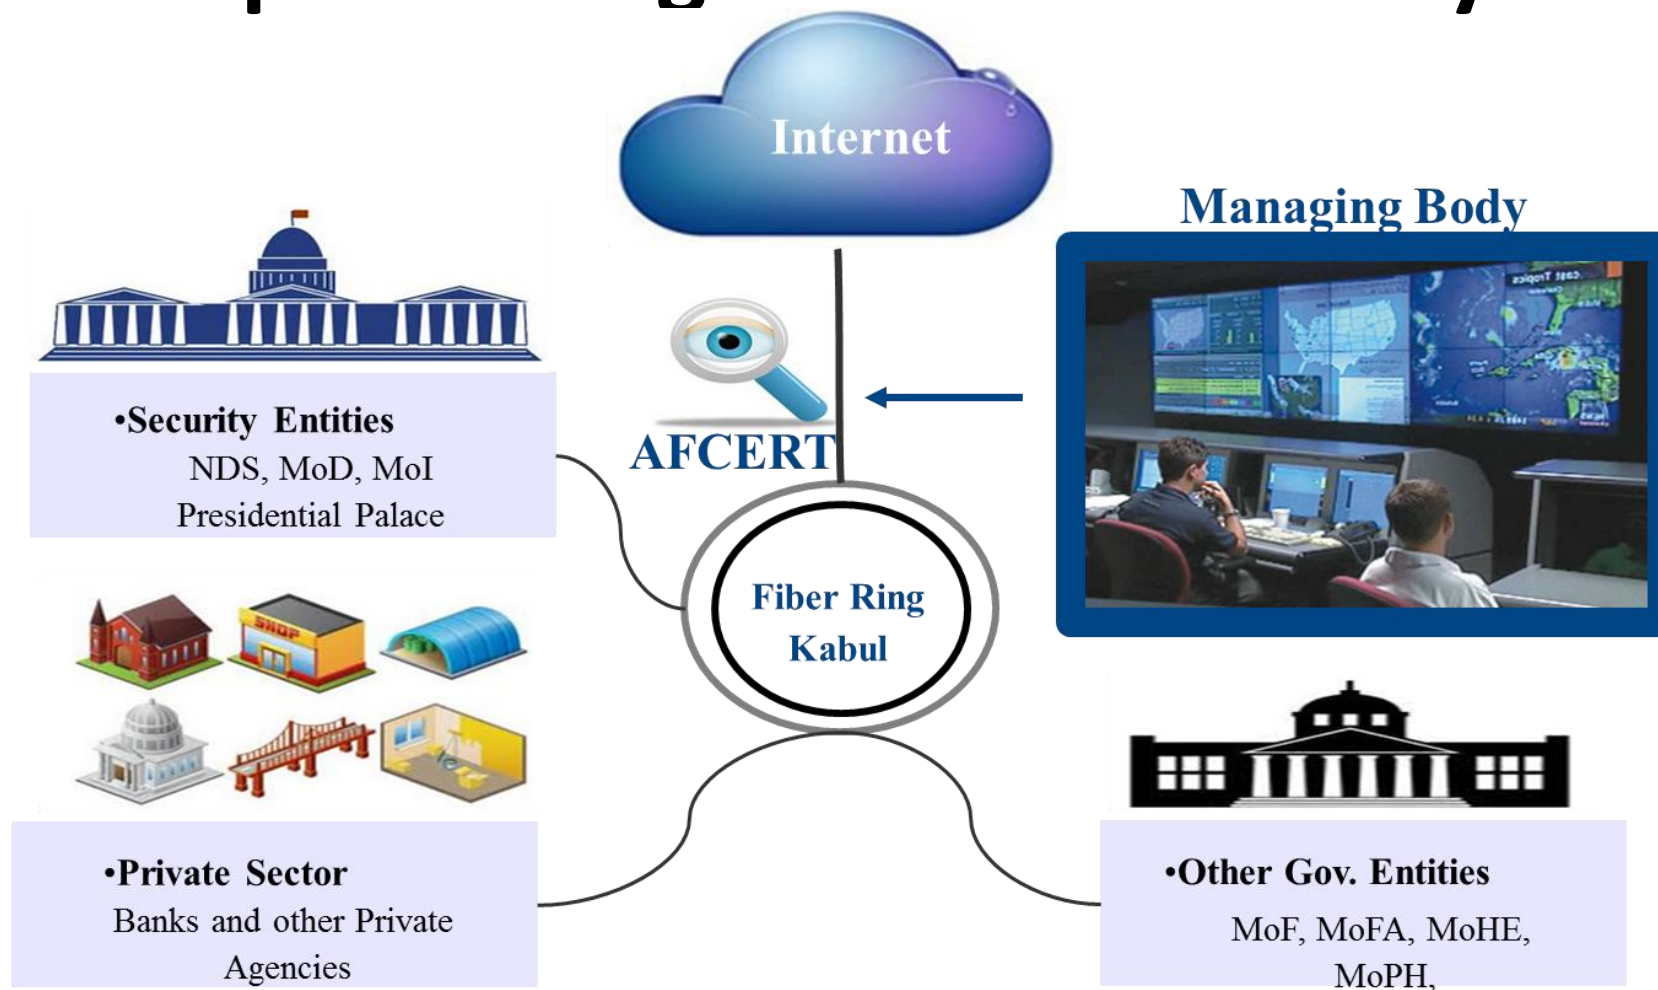 Internet
Managing Body
AFCERT
•Security Entities
NDS, MoD, MoI
Presidential Palace
Fiber Ring
Kabul
SHOP
•Private Sector
Banks and other Private
Agencies
•Other Gov. Entities
MoF, MoFA, MoHE,
MoPH,